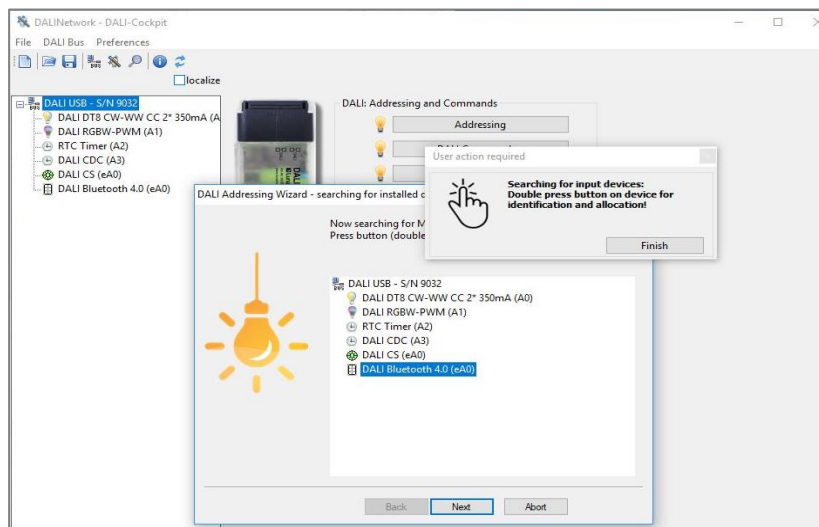 DALINetwork - DALI-Cockpit
File DALI Bus Preferences
localize
DALI USB - S/N 9032
DALI DT8 CW-WW CC 2* 350mA (A
DALI RGBW-PWM (A1)
RTC Timer (A2)
DALI CDC (A3)
DALI CS (eA0)
DALI Bluetooth 4.0 (eA0)
DALI: Addressing and Commands
Addressing
User action required
Searching for input devices:
Double press button on device for
identification and allocation!
Finish
DALI Addressing Wizard - searching for installed
Now searching for M
Press button (double
DALI USB - S/N 9032
DALI DT8 CW-WW CC 2* 350mA (A0)
DALI RGBW-PWM (A1)
RTC Timer (A2)
DALI CDC (A3)
DALI CS (eA0)
DALI Bluetooth 4.0 (eA0)
Back Next Abort